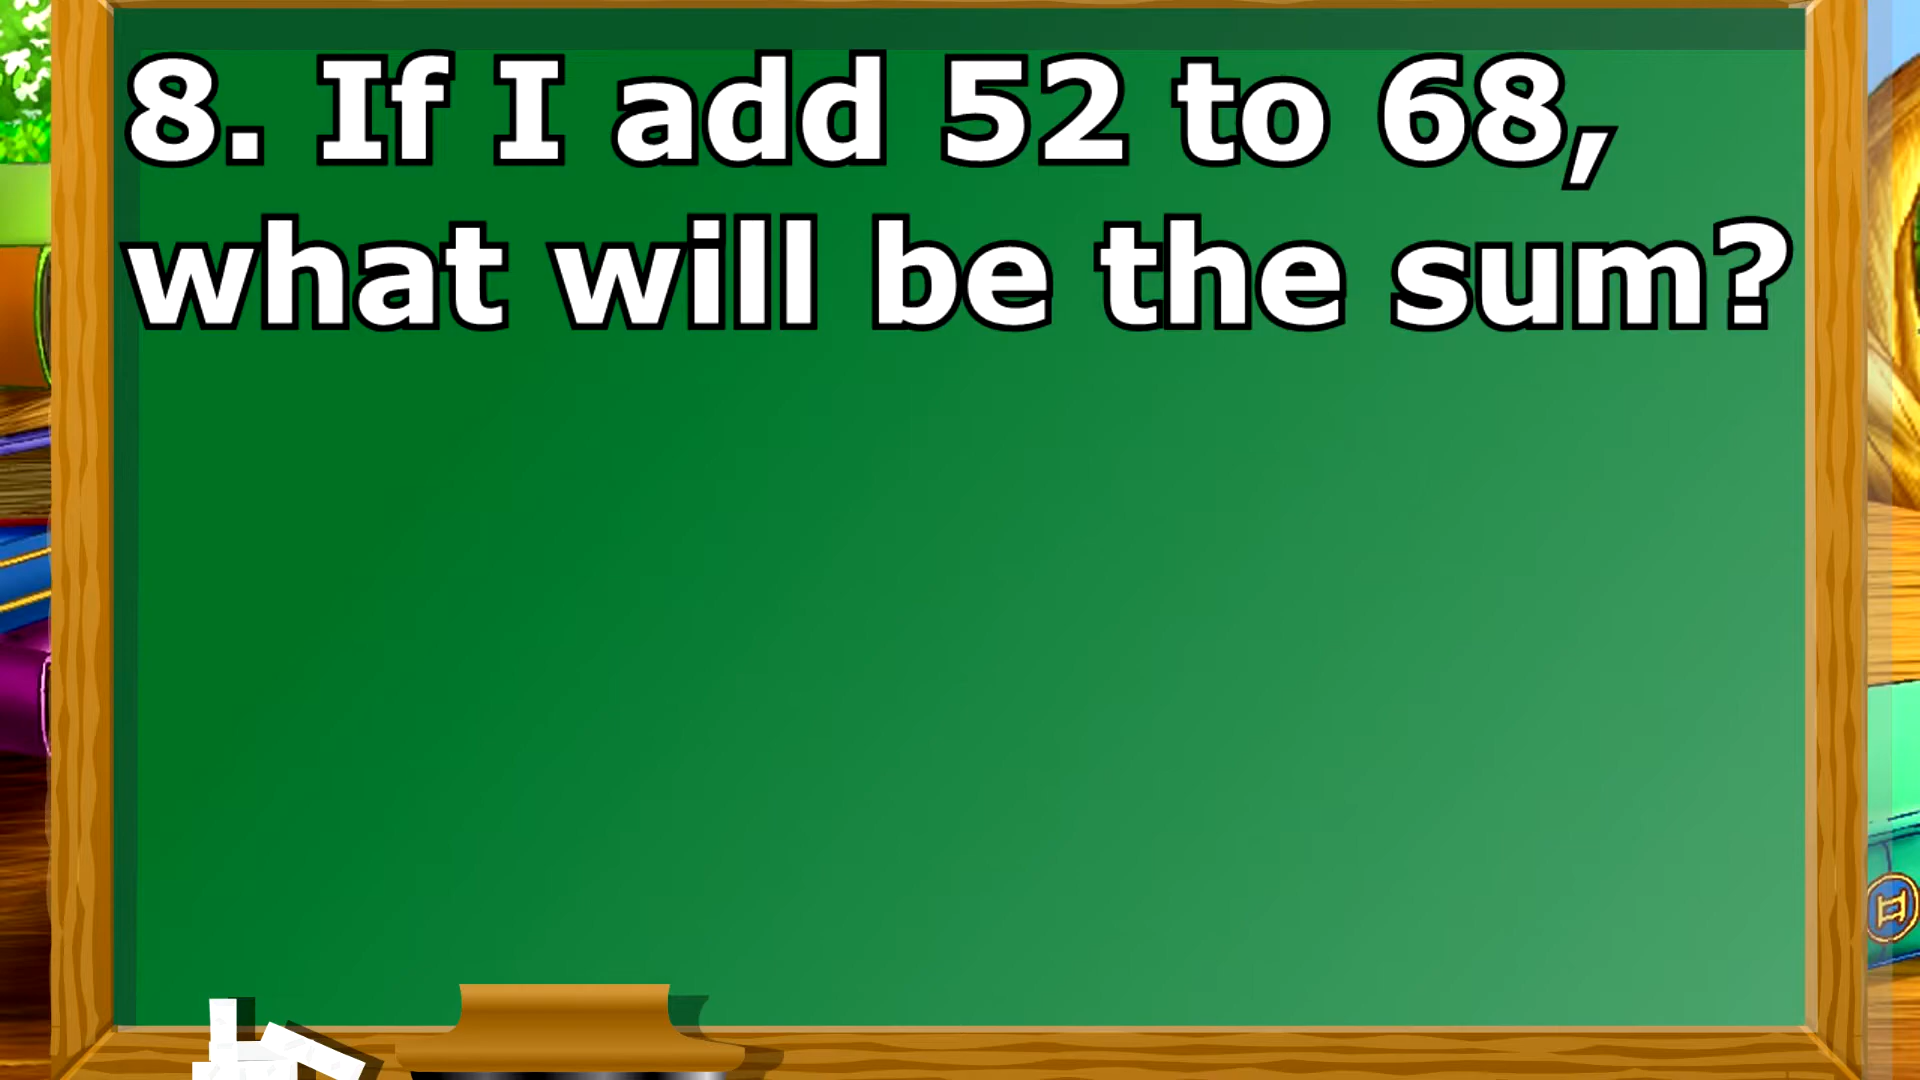 8. If I add 52 to 68,
what will be the sum?